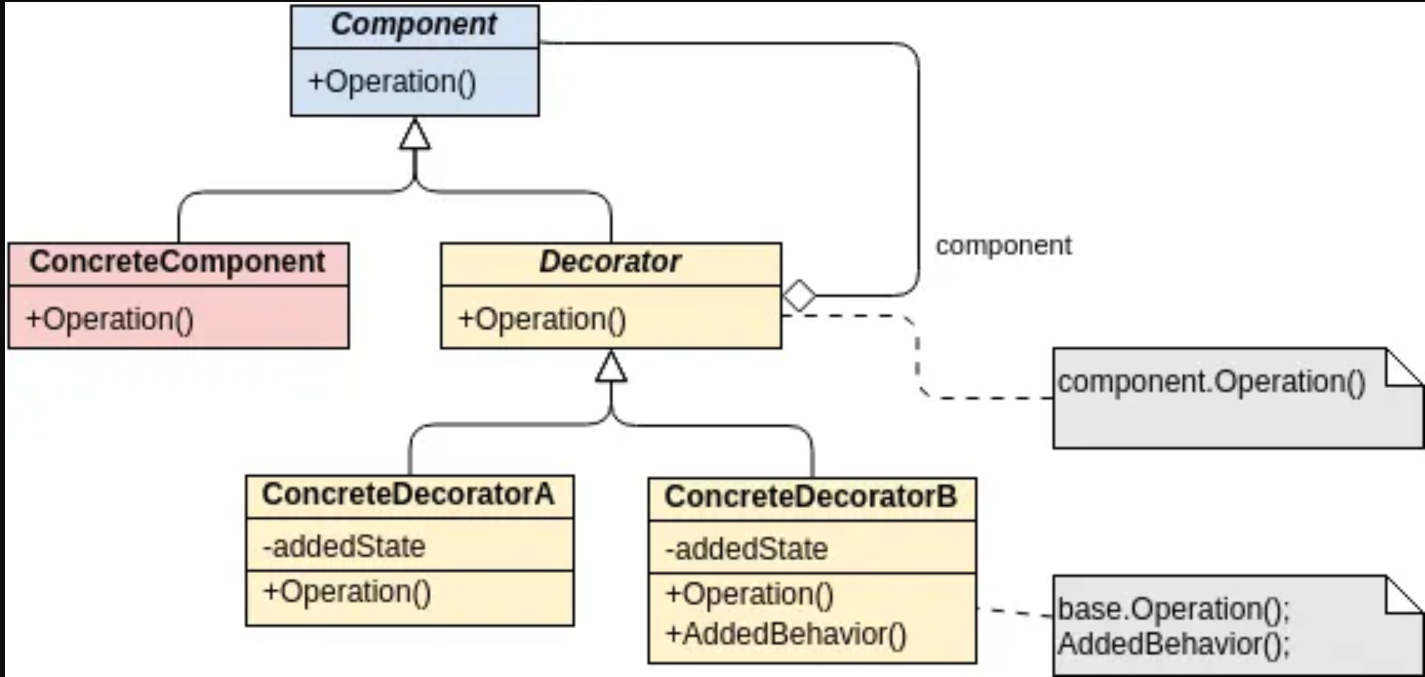 Component
+Operation()
component
ConcreteComponent
+Operation()
Decorator
+Operation()
component.Operation()
ConcreteDecoratorA
-addedState
+Operation()
ConcreteDecoratorB
-addedState
+Operation()
+AddedBehavior()
base.Operation();
AddedBehavior();